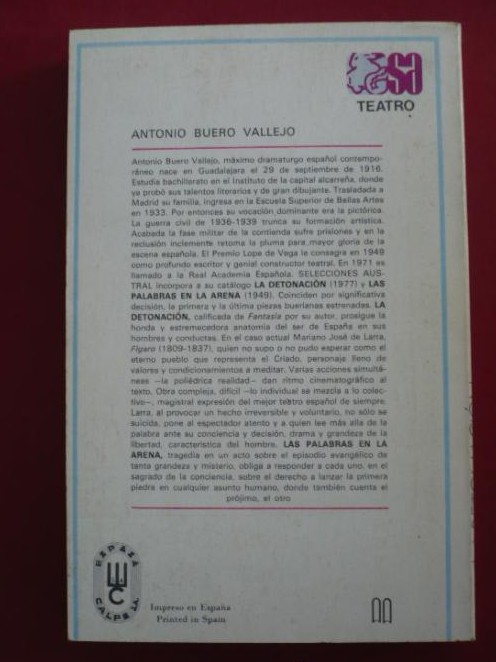 sa
TEATRO
ANTONIO BUERO VALLEJO
Antonio Buero Vallejo, máximo dramaturgo español contempo-
ráneo nace en Guadalajara el 29 de septiembre de 1916.
Estudia bachillerato en el Instituto de la capital alcarreña, donde
ya probó sus talentos literarios y de gran dibujante. Trasladada a
Madrid su familia, ingresa en la Escuela Superior de Bellas Artes
en 1933. Por entonces su vocación dominante era la pictórica.
La guerra civil de 1936-1939 trunca su formación artística.
Acabada la fase militar de la contienda sufre prisiones y en la
reclusión inclemente retoma la pluma para mayor gloria de la
escena española. El Premio Lope de Vega le consagra en 1949
como profundo escritor y genial constructor teatral. En 1971 es
llamado a la Real Academia Española. SELECCIONES AUS-
TRAL incorpora a su catálogo LA DETONACIÓN (1977) y LAS
PALABRAS EN LA ARENA (1949). Coinciden por significativa
decisión, la primera y la última piezas buerianas estrenadas. LA
DETONACIÓN, calificada de Fantasía por su autor, prosigue la
honda y estremecedora anatomía del ser de España en sus
hombres y conductas. En el caso actual Mariano José de Larra,
Fígaro (1809-1837), quien no supo o no pudo esperar como el
eterno pueblo que representa el Criado, personaje lleno de
valores y condicionamientos a meditar. Varias acciones simultá-
neas —la poliédrica realidad— dan ritmo cinematográfico al
texto. Obra compleja, difícil —lo individual se mezcla a lo colec-
tivo—, magistral expresión del mejor teatro español de siempre.
Larra, al provocar un hecho irreversible y voluntario, no sólo se
suicida, pone al espectador atento y a quien lee más allá de la
palabra ante su conciencia y decisión, drama y grandeza de la
libertad, característica del hombre. LAS PALABRAS EN LA
ARENA, tragedia en un acto sobre el episodio evangélico de
tanta grandeza y misterio, obliga a responder a cada uno, en el
sagrado de la conciencia, sobre el derecho a lanzar la primera
piedra en cualquier asunto humano, donde también cuenta el
prójimo, el otro
ESPASA
CALPE S.A.
Impreso en España
Printed in Spain